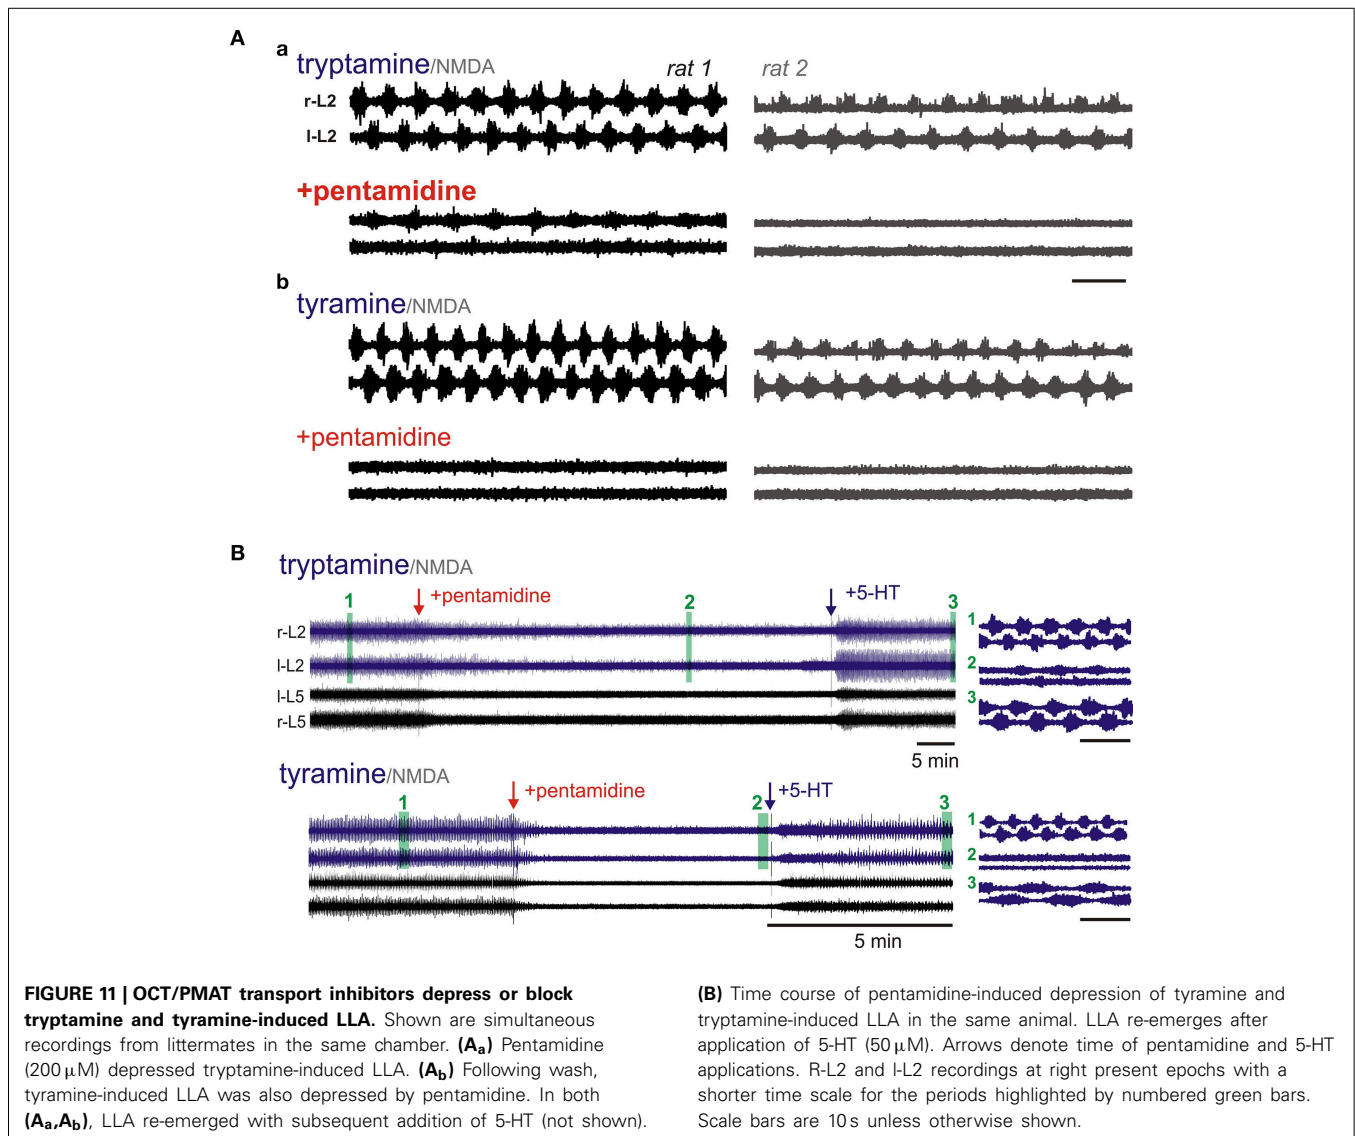 A
a
tryptamine/NMDA
rat 1
rat 2
r-L2
l-L2
+pentamidine
b
tyramine/NMDA
+pentamidine
B
tryptamine/NMDA
1
+pentamidine
2
+5-HT
3
r-L2
l-L2
l-L5
r-L5
1
2
3
5 min
tyramine/NMDA
1
+pentamidine
2
+5-HT
3
1
2
3
5 min
FIGURE 11 | OCT/PMAT transport inhibitors depress or block
tryptamine and tyramine-induced LLA. Shown are simultaneous
recordings from littermates in the same chamber. (Aa) Pentamidine
(200 μM) depressed tryptamine-induced LLA. (Ab) Following wash,
tyramine-induced LLA was also depressed by pentamidine. In both
(Aa,Ab), LLA re-emerged with subsequent addition of 5-HT (not shown).
(B) Time course of pentamidine-induced depression of tyramine and
tryptamine-induced LLA in the same animal. LLA re-emerges after
application of 5-HT (50 μM). Arrows denote time of pentamidine and 5-HT
applications. R-L2 and l-L2 recordings at right present epochs with a
shorter time scale for the periods highlighted by numbered green bars.
Scale bars are 10 s unless otherwise shown.